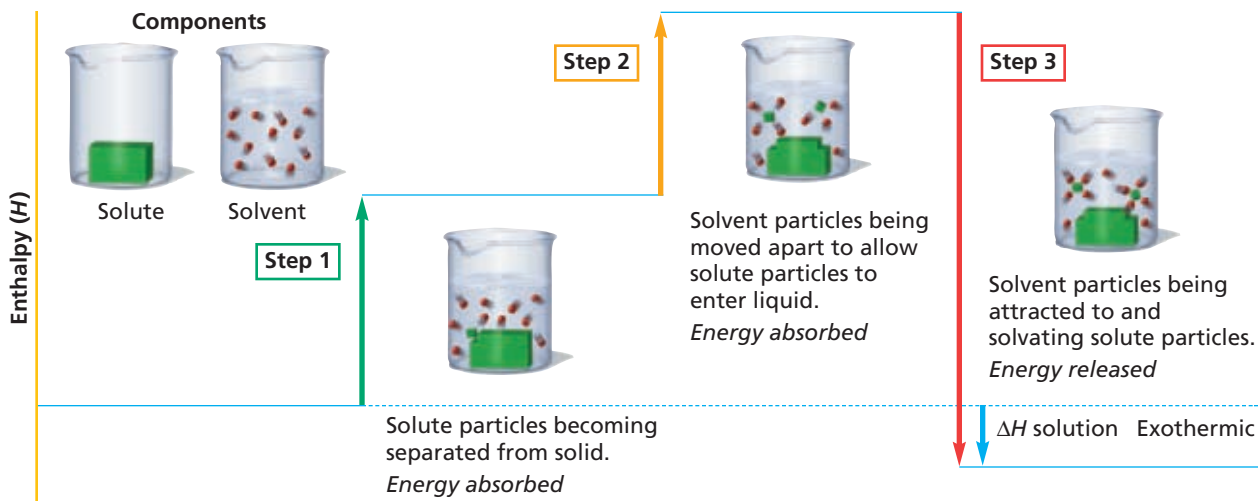 Components
Solute
Solvent
Enthalpy (H)
Step 1
Solute particles becoming
separated from solid.
Energy absorbed
Step 2
Solvent particles being
moved apart to allow
solute particles to
enter liquid.
Energy absorbed
Step 3
Solvent particles being
attracted to and
solvating solute particles.
Energy released
ΔH solution Exothermic